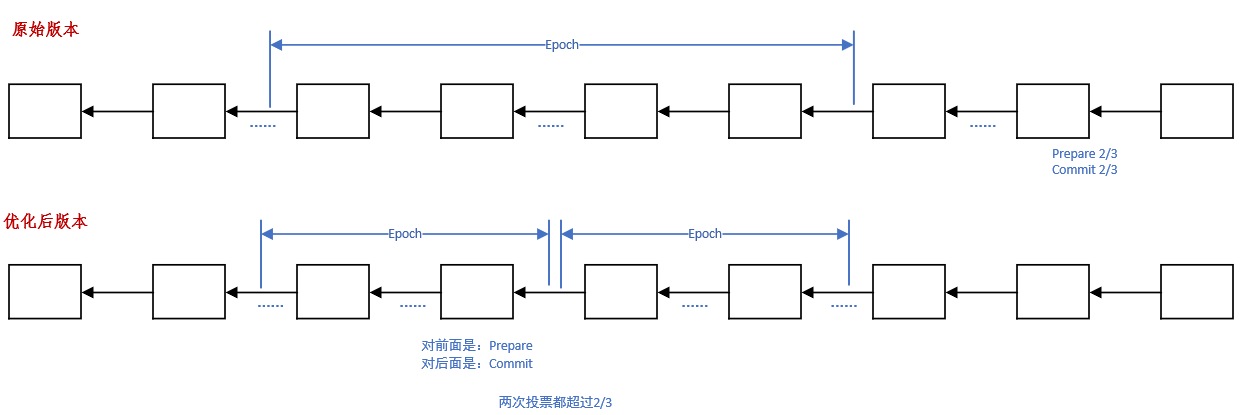 原始版本
Epoch
......
......
......
Prepare 2/3
Commit 2/3
优化后版本
Epoch
Epoch
......
......
......
......
对前面是：Prepare
对后面是：Commit
两次投票都超过2/3